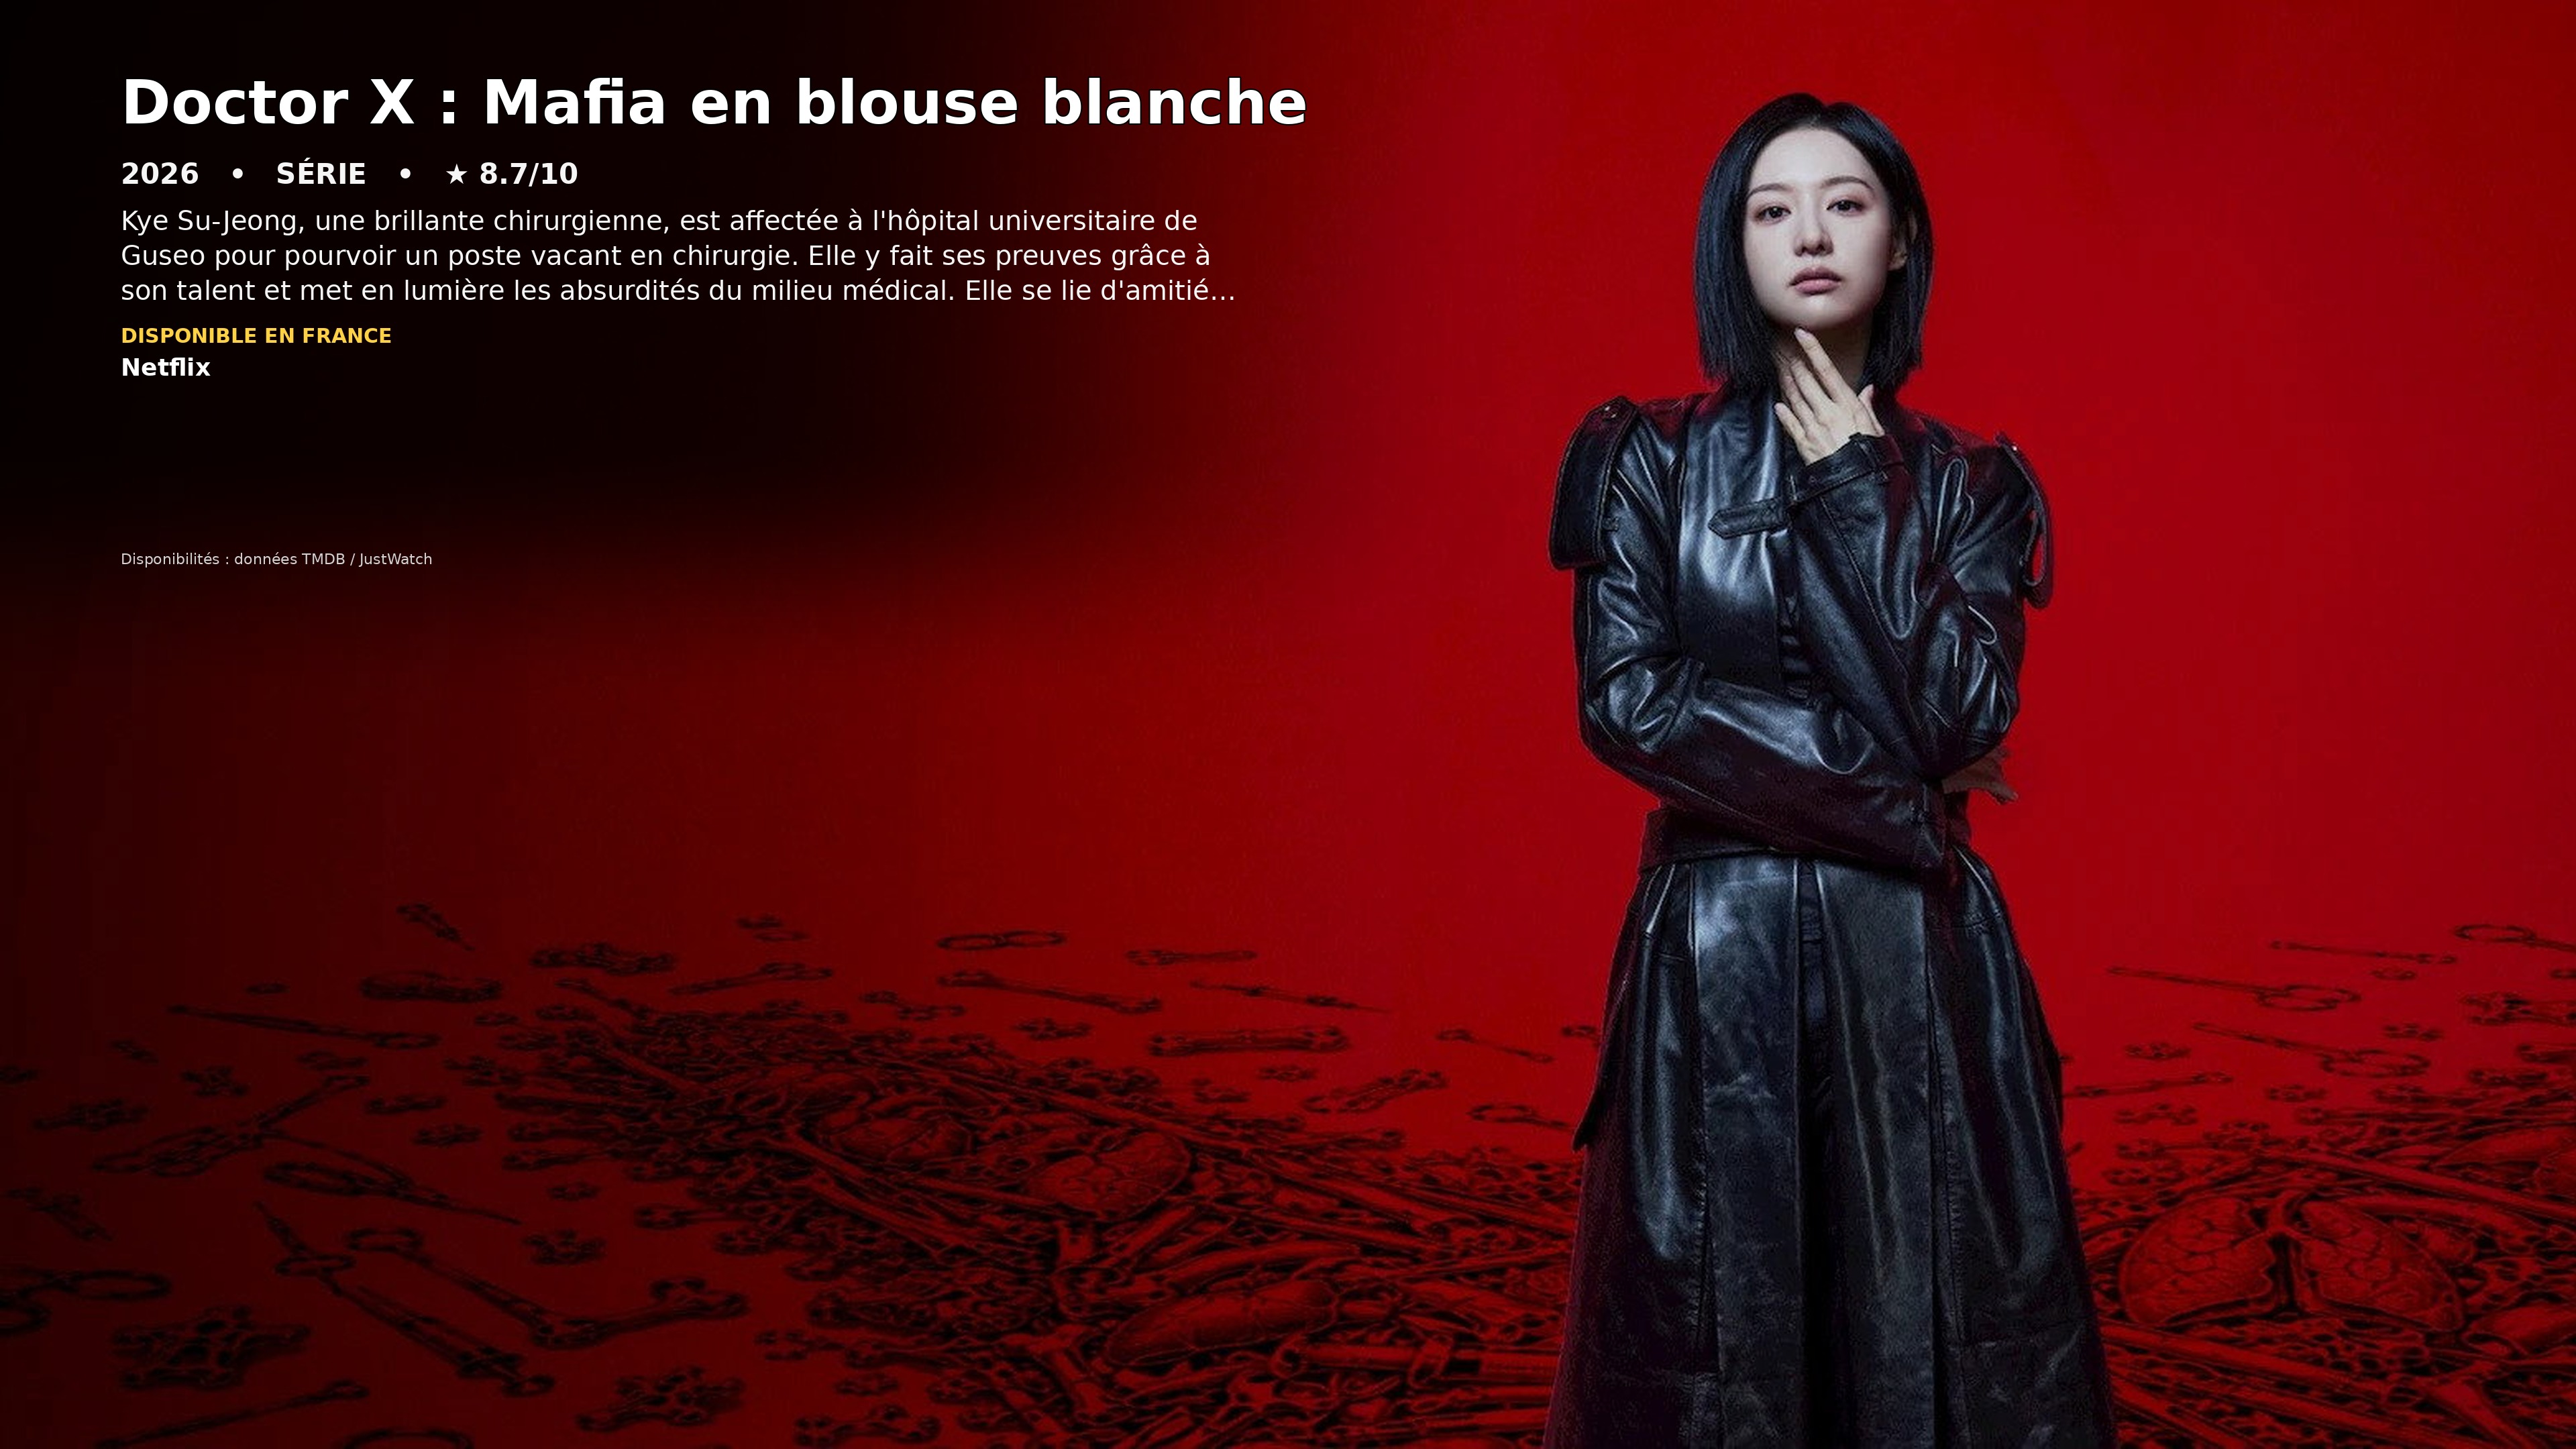 Doctor X : Mafia en blouse blanche
2026 • SÉRIE • ★ 8.7/10
Kye Su-Jeong, une brillante chirurgienne, est affectée à l'hôpital universitaire de
Guseo pour pourvoir un poste vacant en chirurgie. Elle y fait ses preuves grâce à
son talent et met en lumière les absurdités du milieu médical. Elle se lie d'amitié…
DISPONIBLE EN FRANCE
Netflix
Disponibilités : données TMDB / JustWatch